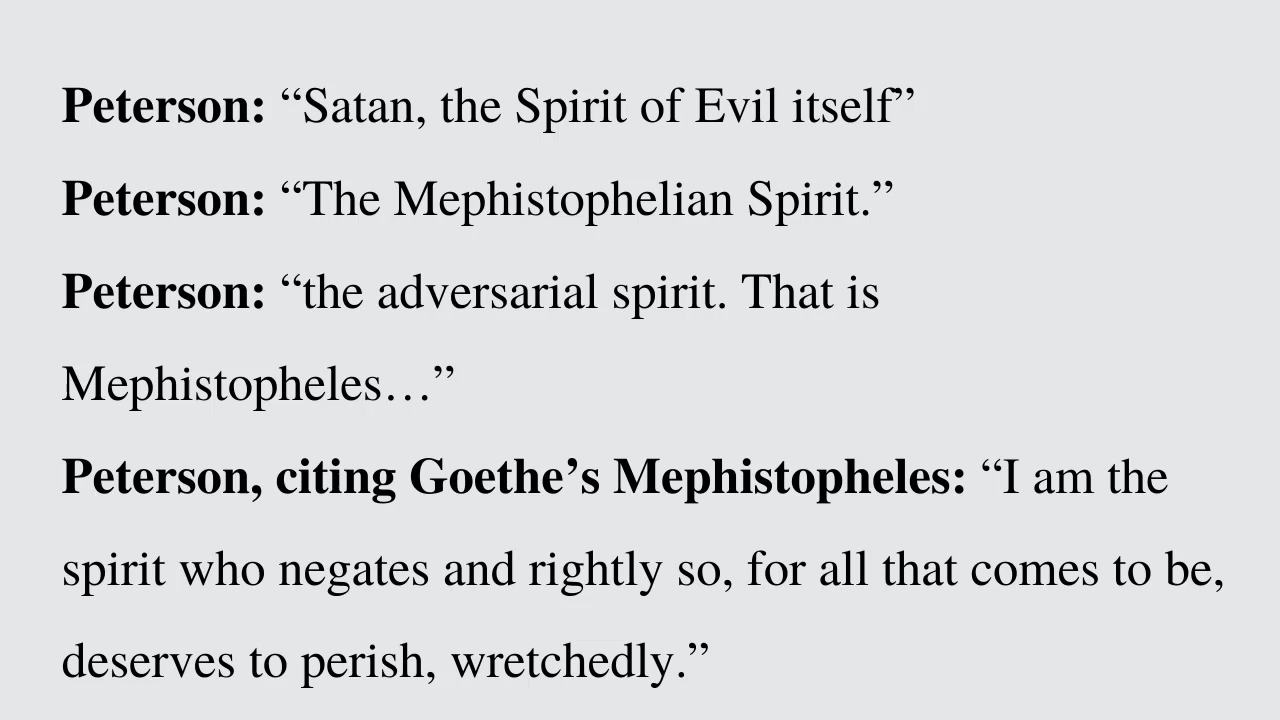 Peterson: “Satan, the Spirit of Evil itself”
Peterson: “The Mephistophelian Spirit.”
Peterson: “the adversarial spirit. That is
Mephistopheles…”
Peterson, citing Goethe’s Mephistopheles: “I am the
spirit who negates and rightly so, for all that comes to be,
deserves to perish, wretchedly.”